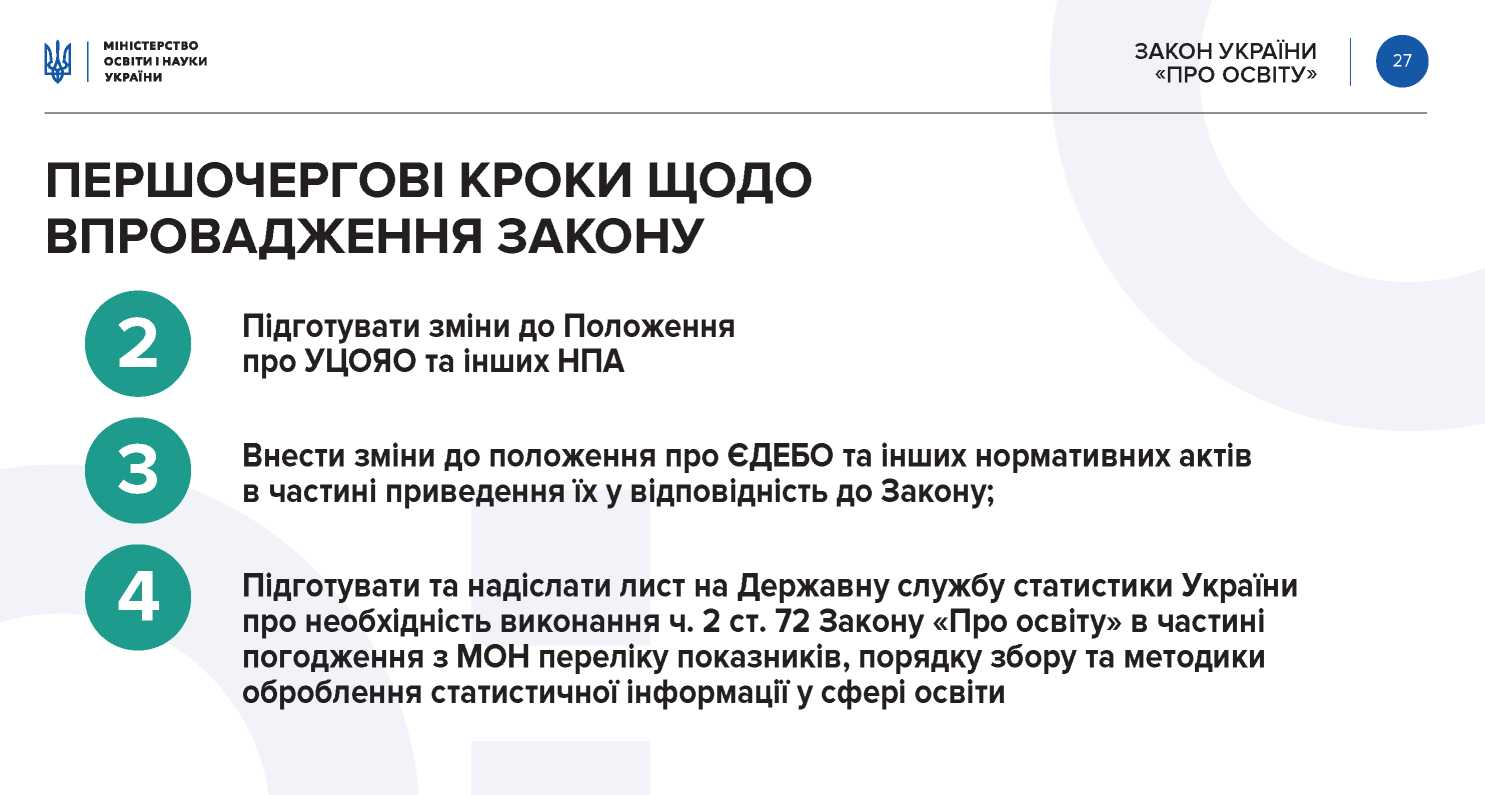 МІНІСТЕРСТВО
ОСВІТИ І НАУКИ
УКРАЇНИ
ЗАКОН УКРАЇНИ
«ПРО ОСВІТУ»
27
ПЕРШОЧЕРГОВІ КРОКИ ЩОДО
ВПРОВАДЖЕННЯ ЗАКОНУ
2
Підготувати зміни до Положення
про УЦОЯО та інших НПА
3
Внести зміни до положення про ЄДЕБО та інших нормативних актів
в частині приведення їх у відповідність до Закону;
4
Підготувати та надіслати лист на Державну службу статистики України
про необхідність виконання ч. 2 ст. 72 Закону «Про освіту» в частині
погодження з МОН переліку показників, порядку збору та методики
оброблення статистичної інформації у сфері освіти